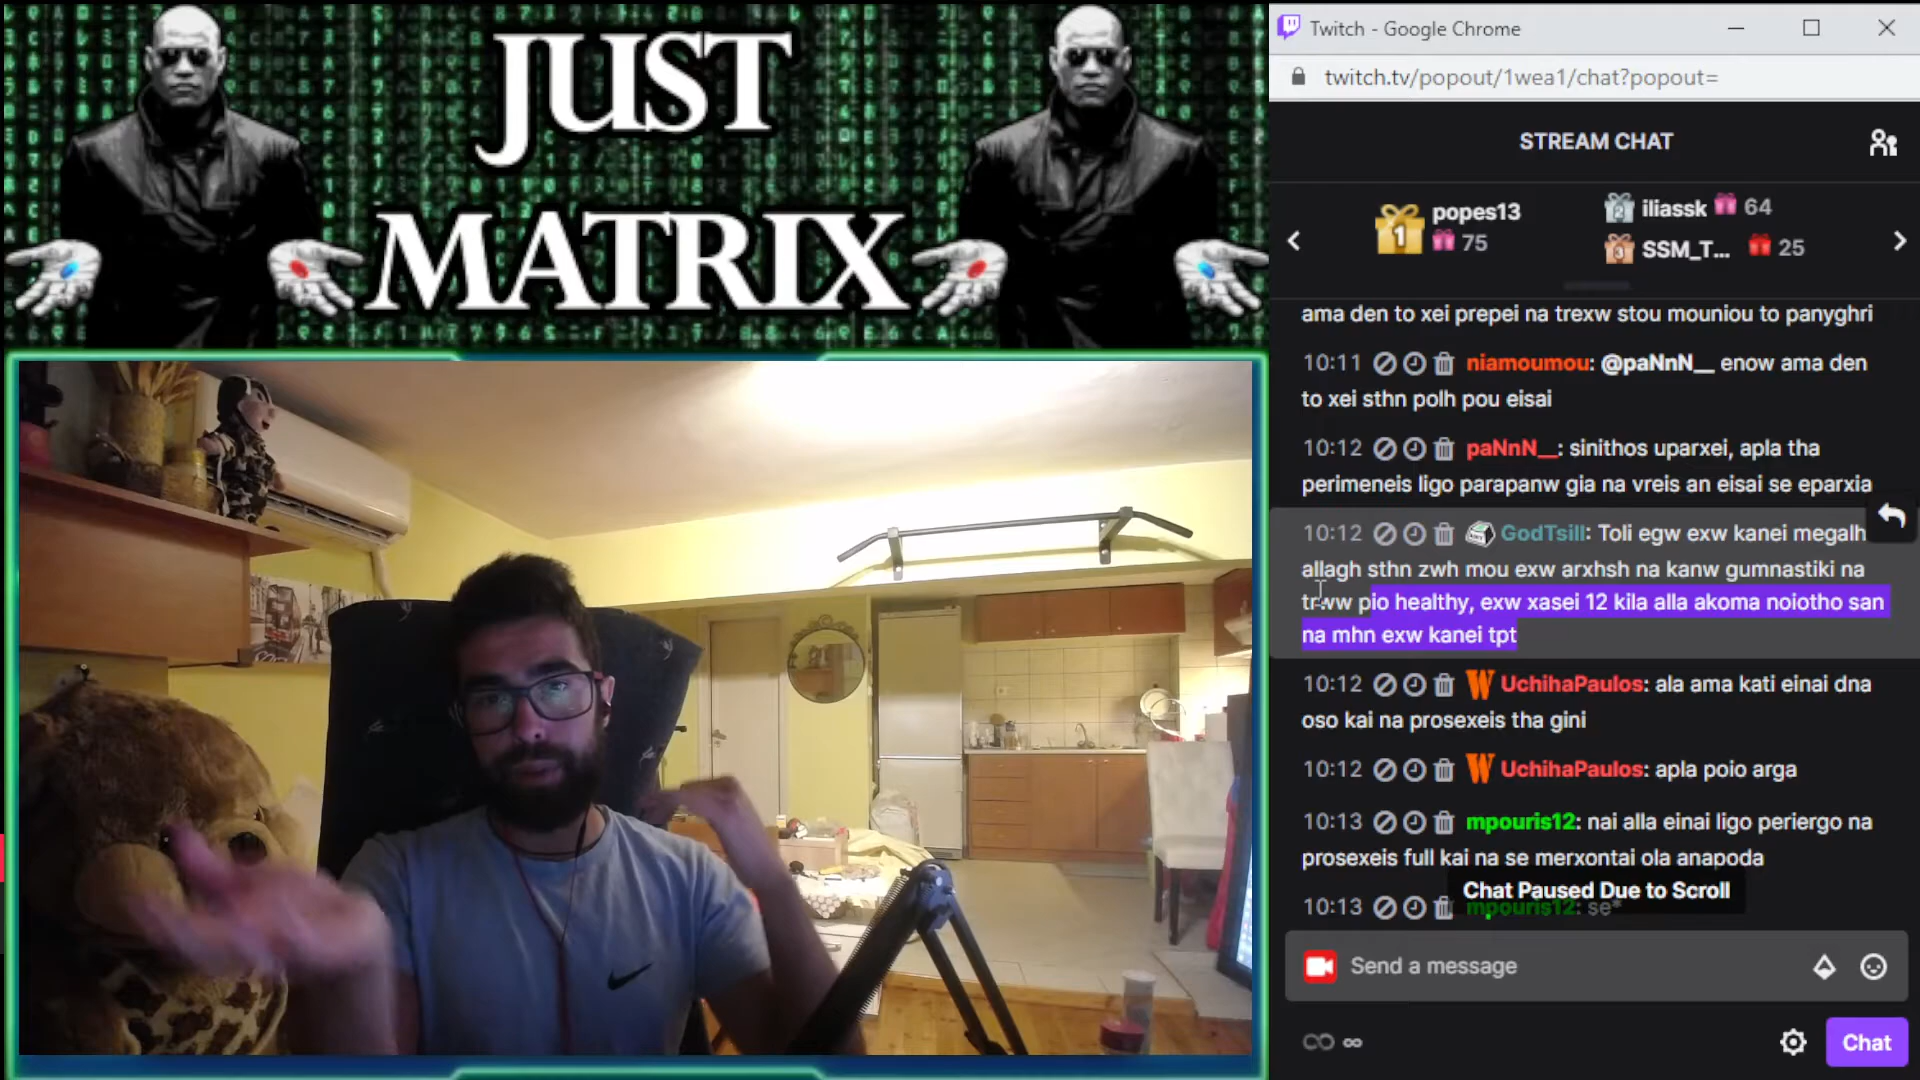 JUST
MATRIX
Twitch - Google Chrome
twitch.tv/popout/1wea1/chat?popout=
STREAM CHAT
1 popes13
75
2 iliassk 64
3 SSM_T... 25
ama den to xei prepei na trexw stou mouniou to panyghri
10:11 niamoumou: @paNnN__ enow ama den
to xei sthn polh pou eisai
10:12 paNnN__: sinithos uparxei, apla tha
perimeneis ligo parapanw gia na vreis an eisai se eparxia
10:12 GodTsill: Toli egw exw kanei megalh
allagh sthn zwh mou exw arxhsh na kanw gumnastiki na
trww pio healthy, exw xasei 12 kila alla akoma noiotho san
na mhn exw kanei tpt
10:12 UchihaPaulos: ala ama kati einai dna
oso kai na prosexeis tha gini
10:12 UchihaPaulos: apla poio arga
10:13 mpouris12: nai alla einai ligo periergo na
prosexeis full kai na se merxontai ola anapoda
Chat Paused Due to Scroll
10:13 mpouris12: se*
Send a message
Chat